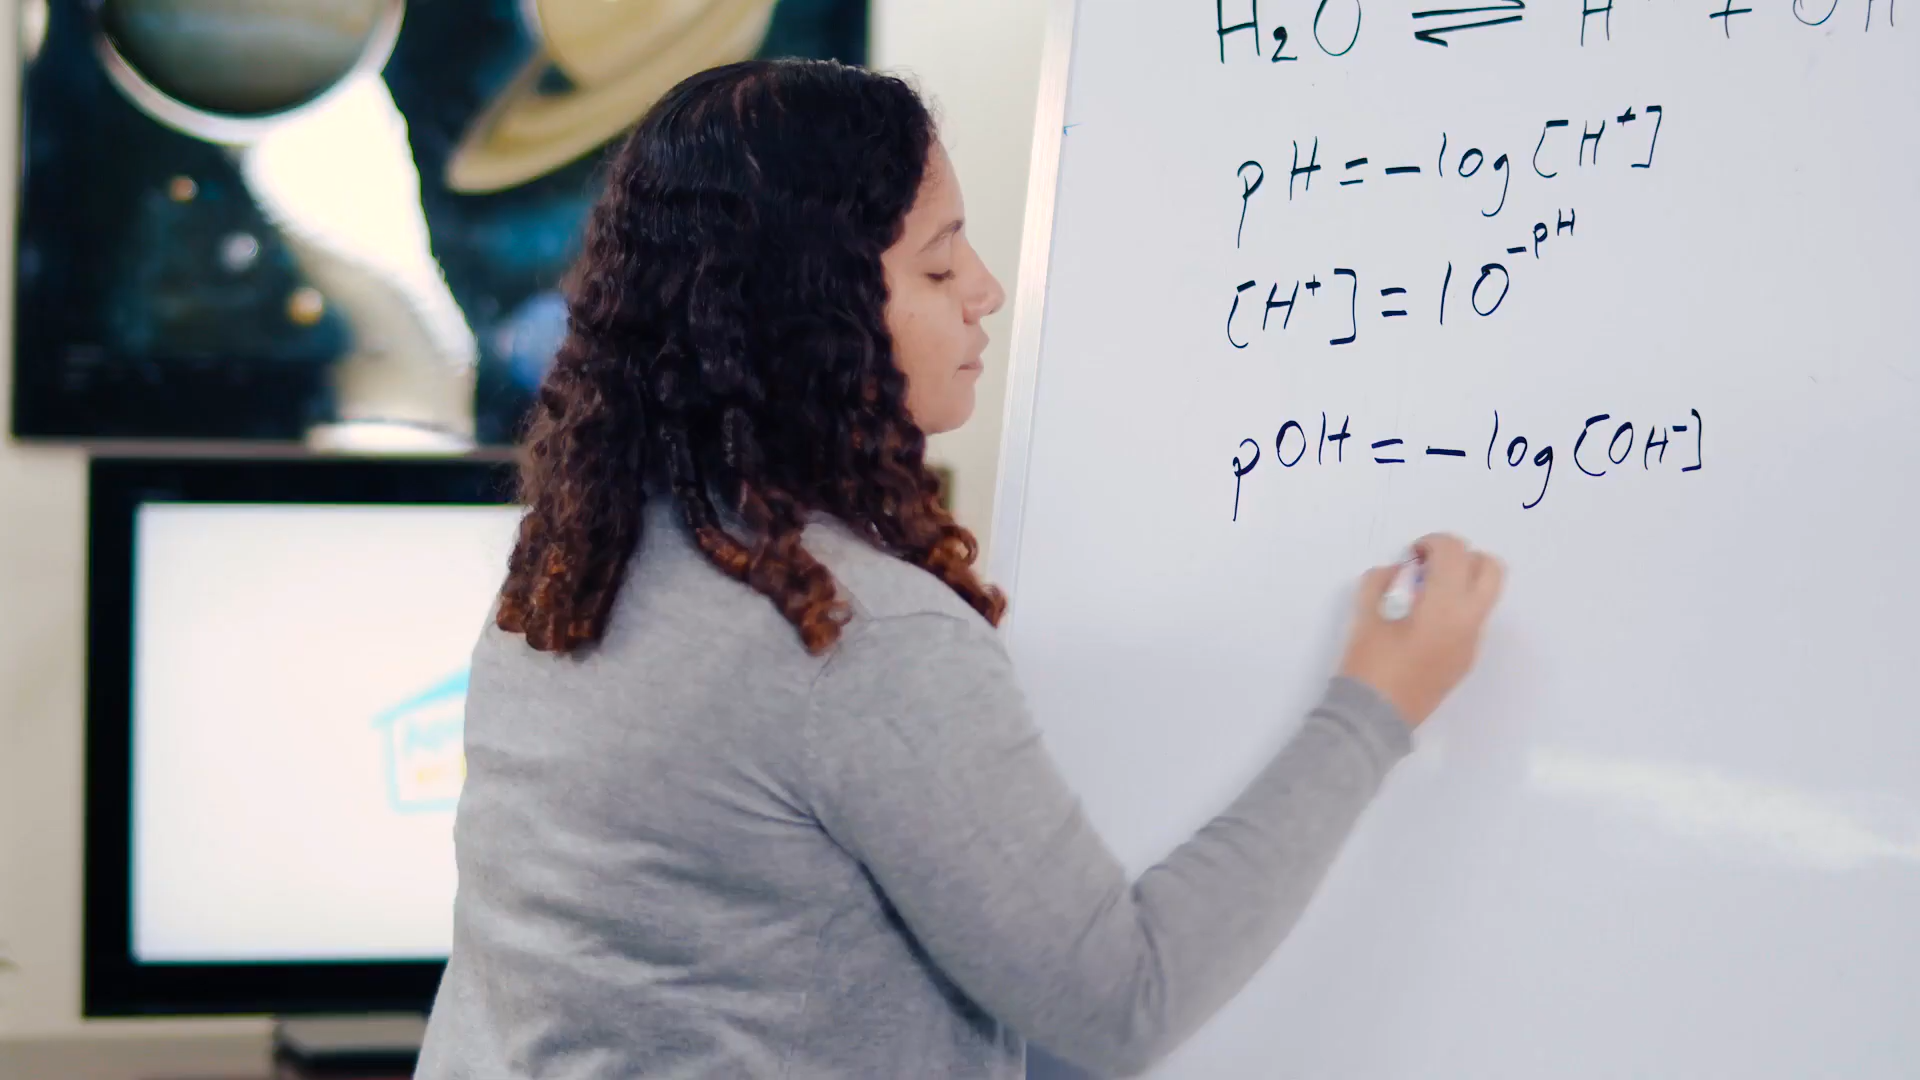 H₂O ⇌ H + OH
pH = -log[H⁺]
[H⁺] = 10^-pH
pOH = -log[OH⁻]